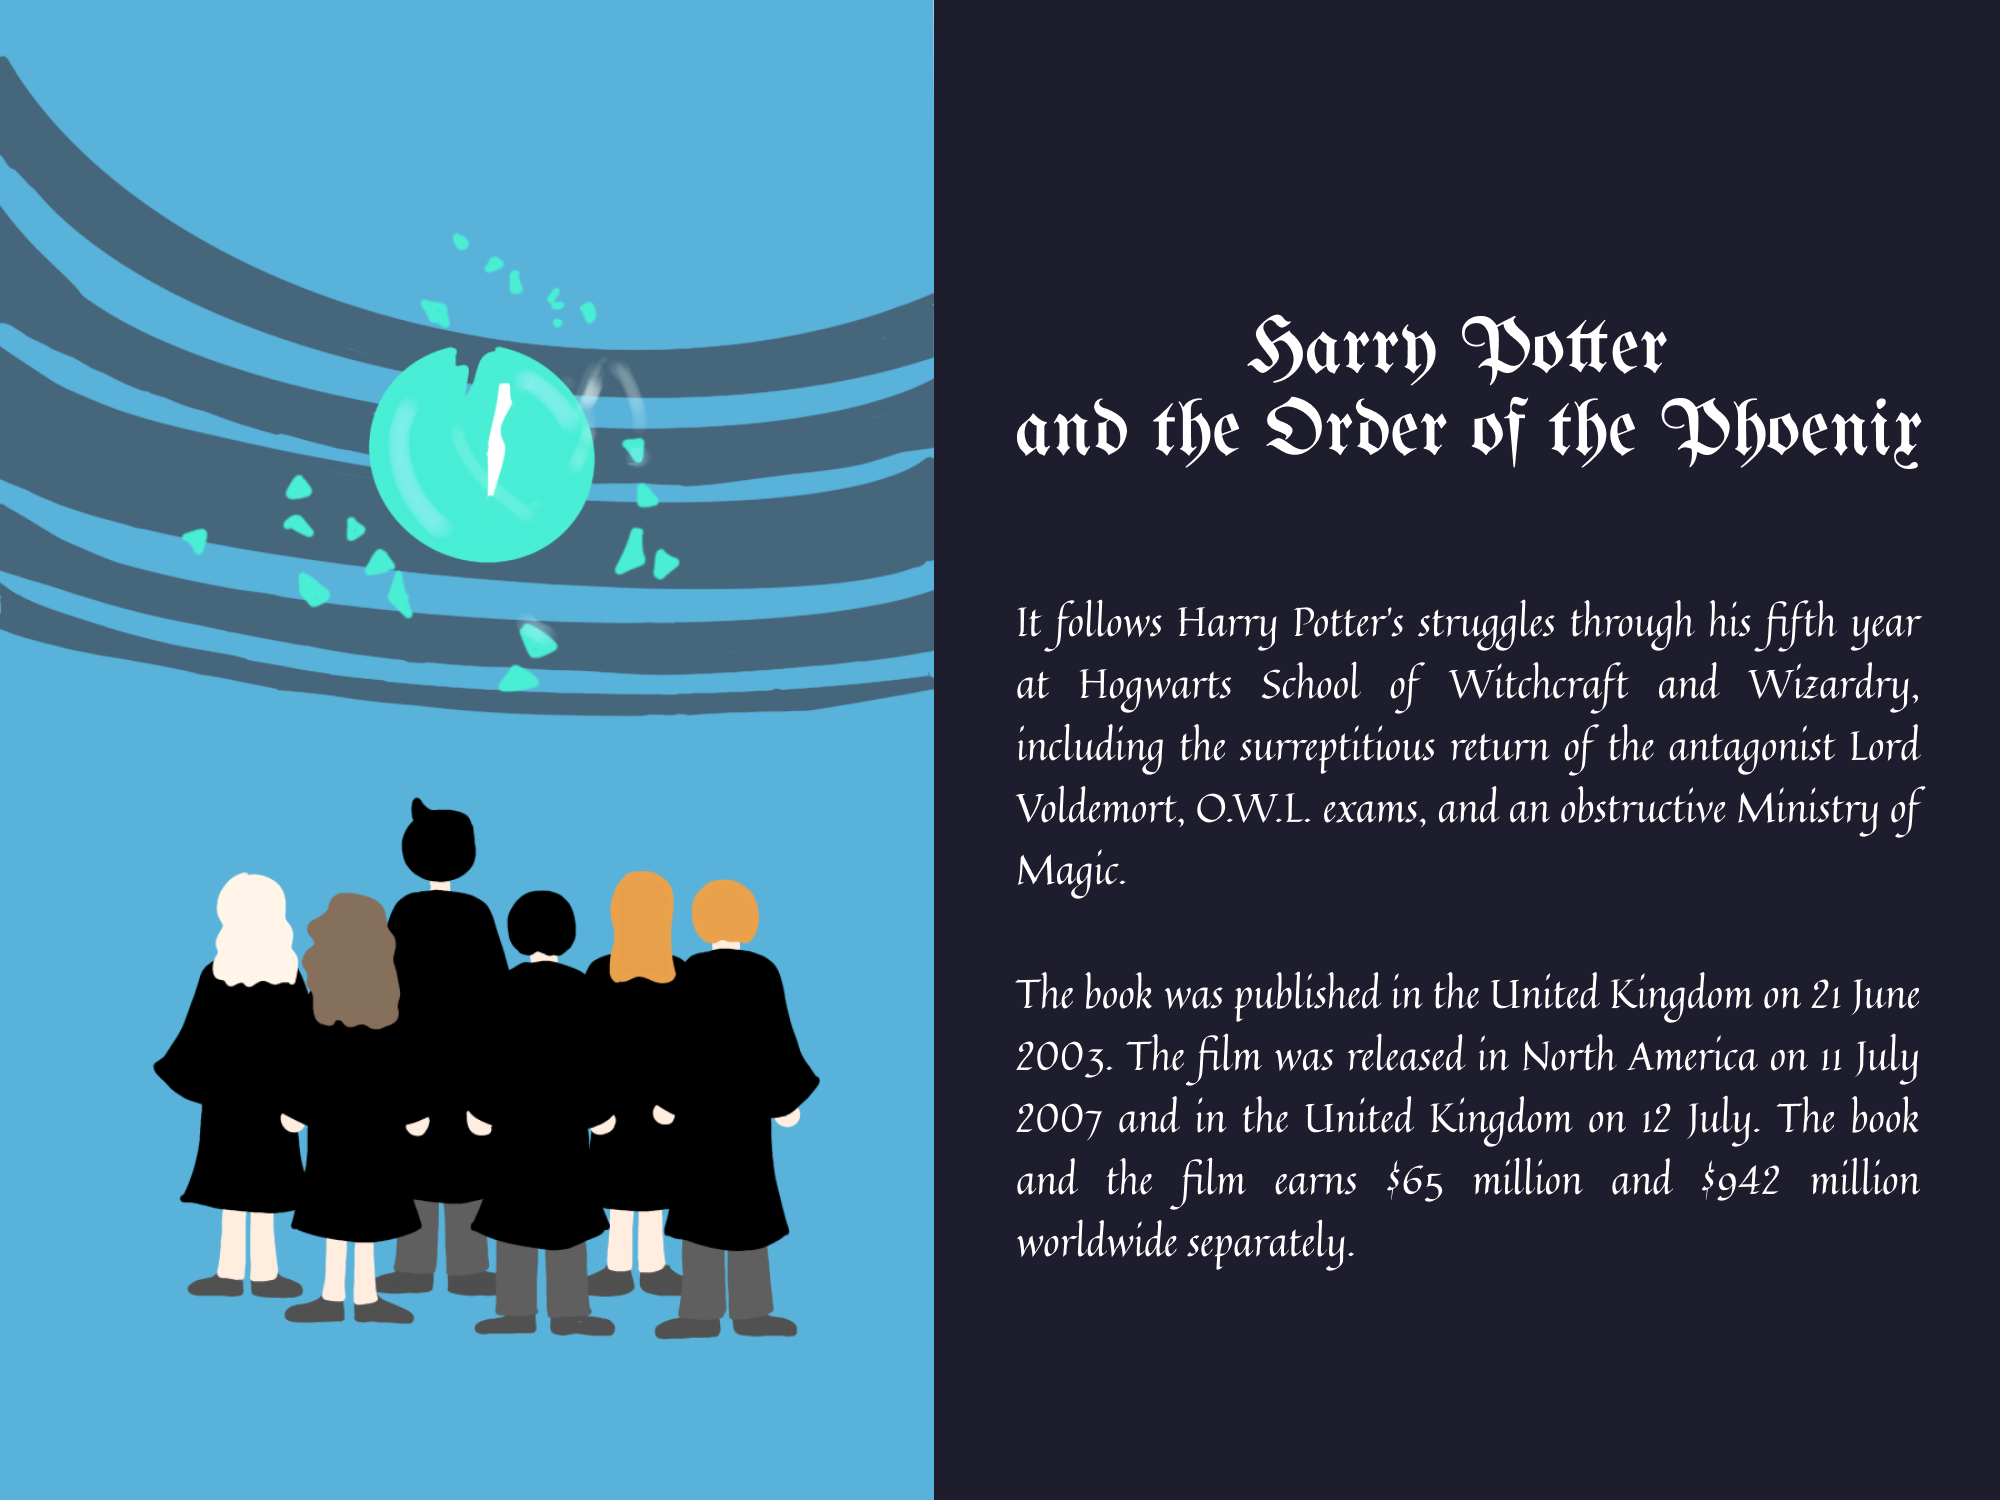 Harry Potter
and the Order of the Phoenix
It follows Harry Potter's struggles through his fifth year
at Hogwarts School of Witchcraft and Wizardry,
including the surreptitious return of the antagonist Lord
Voldemort, O.W.L. exams, and an obstructive Ministry of
Magic.
The book was published in the United Kingdom on 21 June
2003. The film was released in North America on 11 July
2007 and in the United Kingdom on 12 July. The book
and the film earns $65 million and $942 million
worldwide separately.